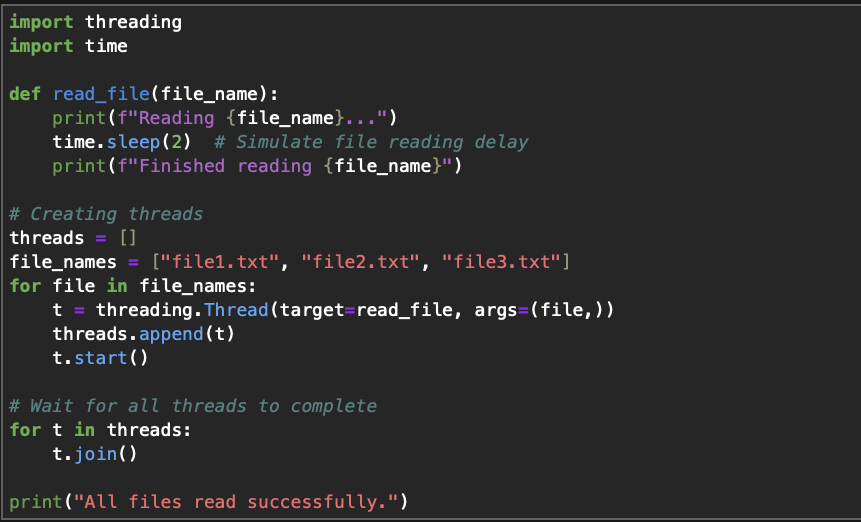 import threading
import time

def read_file(file_name):
    print(f"Reading {file_name}...")
    time.sleep(2)  # Simulate file reading delay
    print(f"Finished reading {file_name}")

# Creating threads
threads = []
file_names = ["file1.txt", "file2.txt", "file3.txt"]
for file in file_names:
    t = threading.Thread(target=read_file, args=(file,))
    threads.append(t)
    t.start()

# Wait for all threads to complete
for t in threads:
    t.join()

print("All files read successfully.")